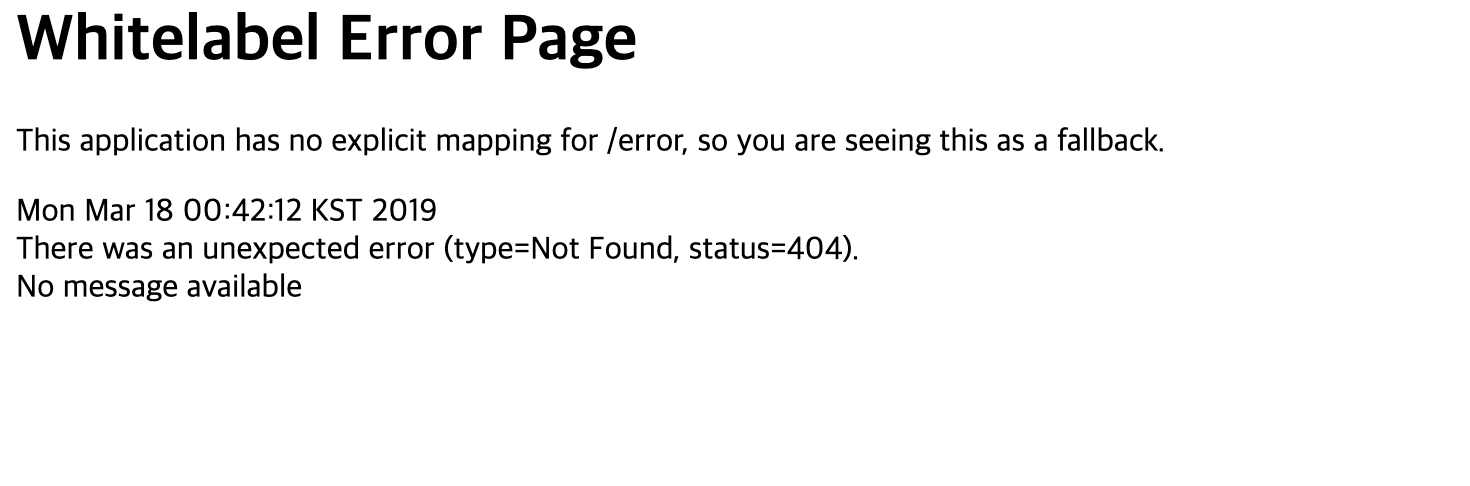 Whitelabel Error Page
This application has no explicit mapping for /error, so you are seeing this as a fallback.
Mon Mar 18 00:42:12 KST 2019
There was an unexpected error (type=Not Found, status=404).
No message available